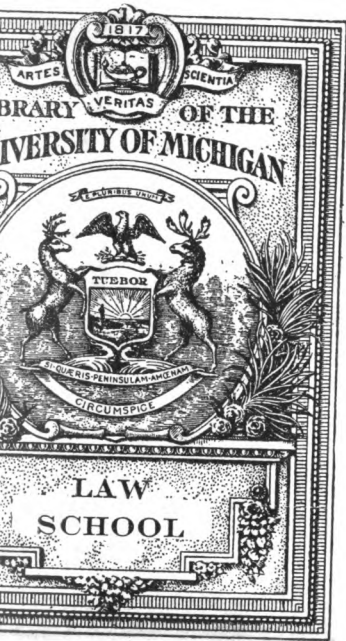 1817
ARTES SCIENTIA
VERITAS
BRARY OF THE
IVERSITY OF MICHIGAN
E PLURIBUS UNUM
TUEBOR
SI·QUÆRIS·PENINSULAM·AMŒNAM
CIRCUMSPICE
LAW
SCHOOL